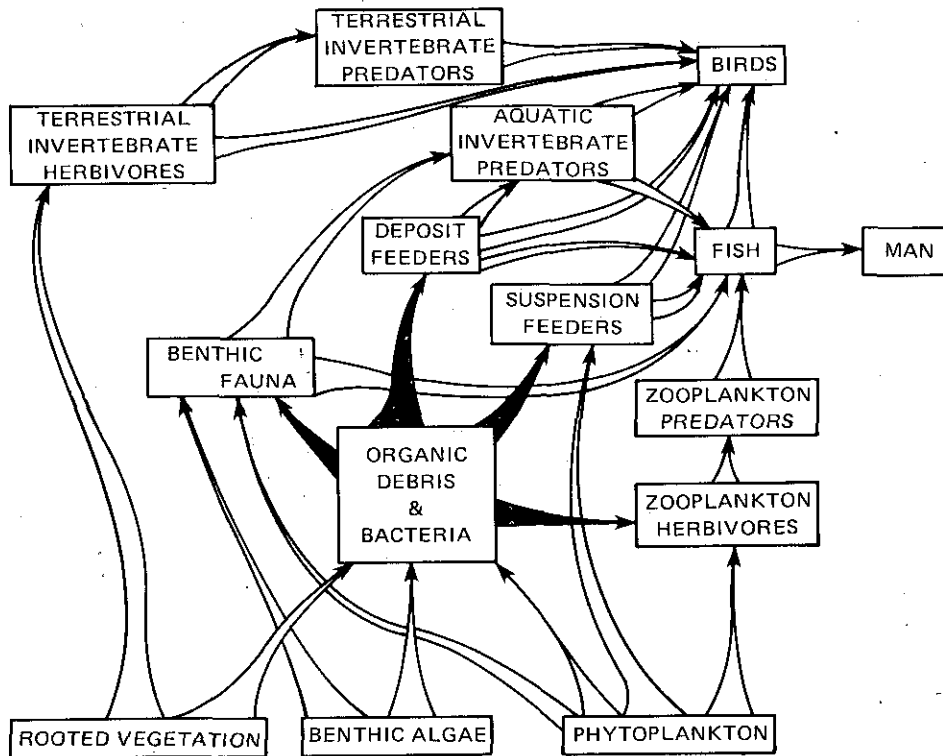 TERRESTRIAL
INVERTEBRATE
PREDATORS
BIRDS
TERRESTRIAL
INVERTEBRATE
HERBIVORES
AQUATIC
INVERTEBRATE
PREDATORS
DEPOSIT
FEEDERS
FISH
MAN
SUSPENSION
FEEDERS
BENTHIC
FAUNA
ZOOPLANKTON
PREDATORS
ORGANIC
DEBRIS
&
BACTERIA
ZOOPLANKTON
HERBIVORES
ROOTED VEGETATION
BENTHIC ALGAE
PHYTOPLANKTON